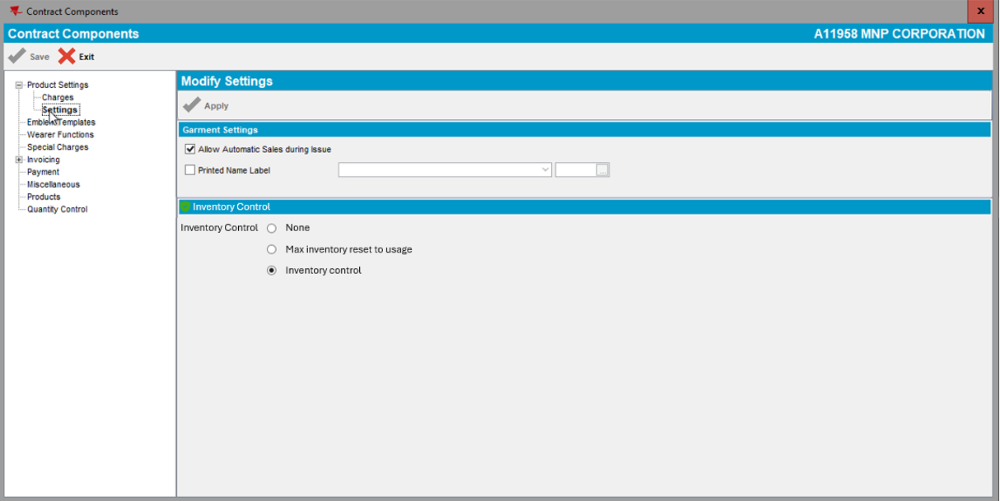 Contract Components
x
Contract Components A11958 MNP CORPORATION
Save Exit
Product Settings
Charges
Settings
Emblem Templates
Wearer Functions
Special Charges
Invoicing
Payment
Miscellaneous
Products
Quantity Control
Modify Settings
Apply
Garment Settings
Allow Automatic Sales during Issue
Printed Name Label ...
Inventory Control
Inventory Control None
Max inventory reset to usage
Inventory control